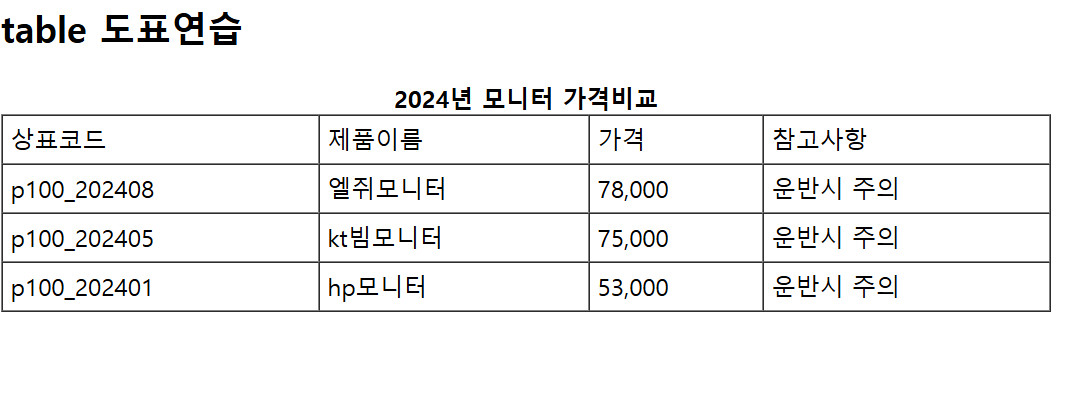 table 도표연습
2024년 모니터 가격비교
상표코드 제품이름 가격 참고사항
p100_202408 엘쥐모니터 78,000 운반시 주의
p100_202405 kt빔모니터 75,000 운반시 주의
p100_202401 hp모니터 53,000 운반시 주의